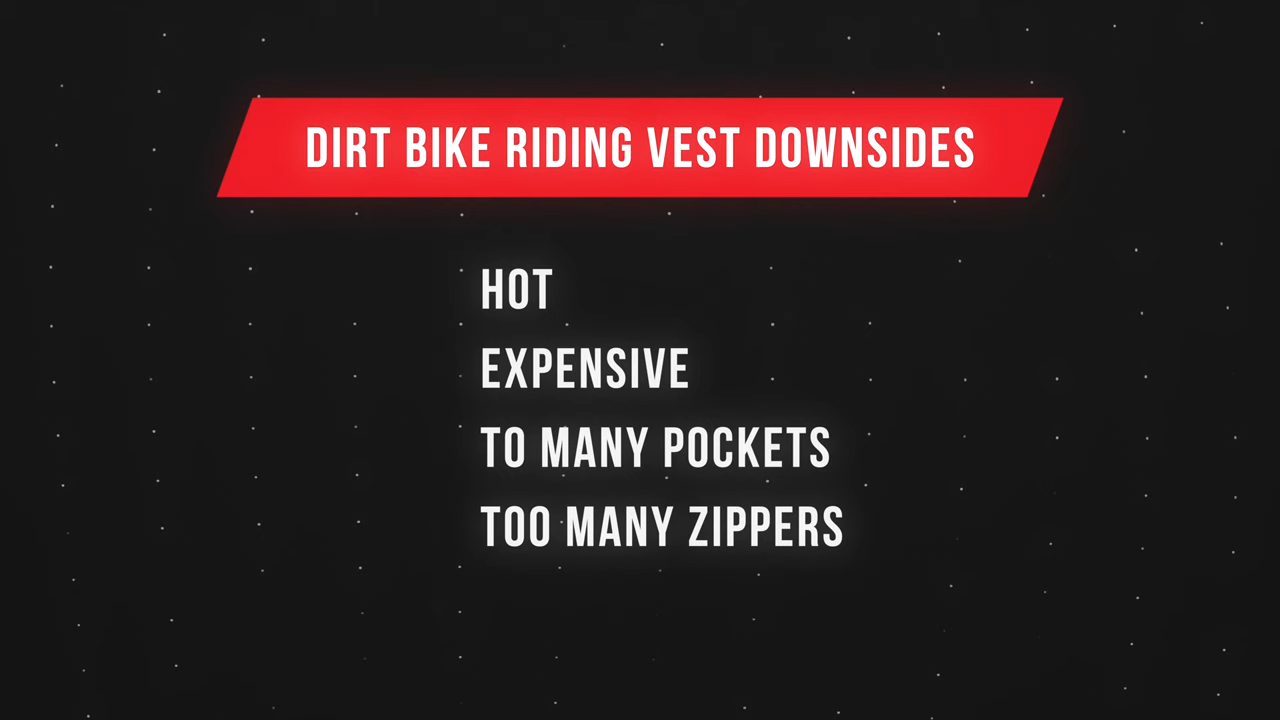 DIRT BIKE RIDING VEST DOWNSIDES
HOT
EXPENSIVE
TO MANY POCKETS
TOO MANY ZIPPERS